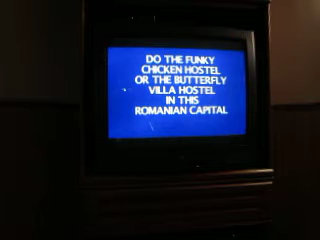 DO THE FUNKY
CHICKEN HOSTEL
OR THE BUTTERFLY
VILLA HOSTEL
IN THIS
ROMANIAN CAPITAL